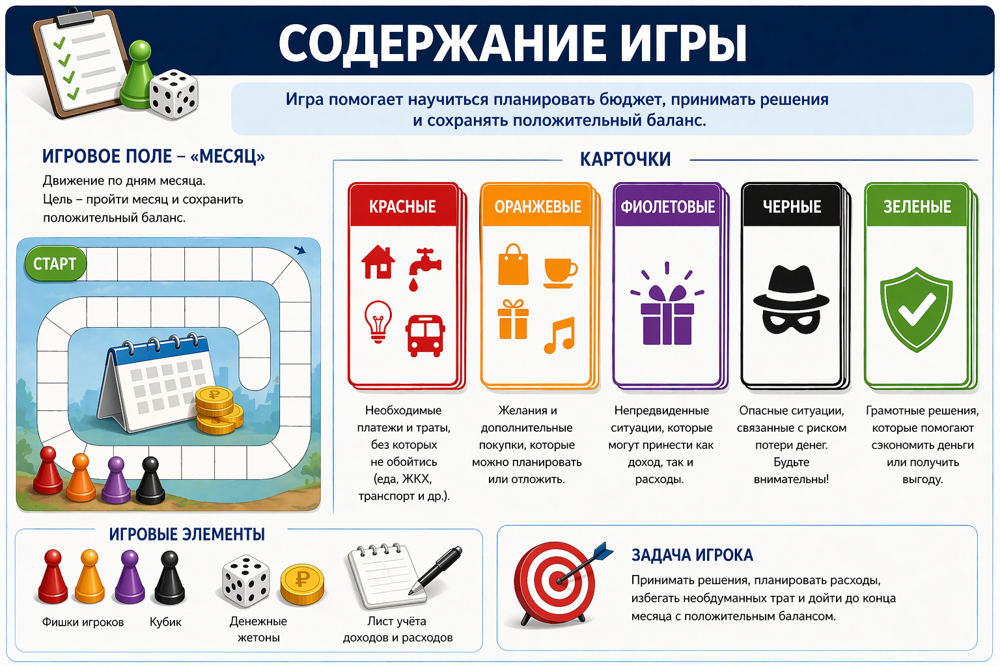 СОДЕРЖАНИЕ ИГРЫ
Игра помогает научиться планировать бюджет, принимать решения
и сохранять положительный баланс.
ИГРОВОЕ ПОЛЕ – «МЕСЯЦ»
Движение по дням месяца.
Цель – пройти месяц и сохранить
положительный баланс.
СТАРТ
₽
КАРТОЧКИ
КРАСНЫЕ
Необходимые
платежи и траты,
без которых
не обойтись
(еда, ЖКХ,
транспорт и др.).
ОРАНЖЕВЫЕ
Желания и
дополнительные
покупки, которые
можно планировать
или отложить.
ФИОЛЕТОВЫЕ
Непредвиденные
ситуации, которые
могут принести как
доход, так и
расходы.
ЧЕРНЫЕ
Опасные ситуации,
связанные с риском
потери денег.
Будьте
внимательны!
ЗЕЛЕНЫЕ
Грамотные решения,
которые помогают
сэкономить деньги
или получить
выгоду.
ИГРОВЫЕ ЭЛЕМЕНТЫ
₽
Фишки игроков
Кубик
Денежные
жетоны
Лист учёта
доходов и расходов
ЗАДАЧА ИГРОКА
Принимать решения, планировать расходы,
избегать необдуманных трат и дойти до конца
месяца с положительным балансом.